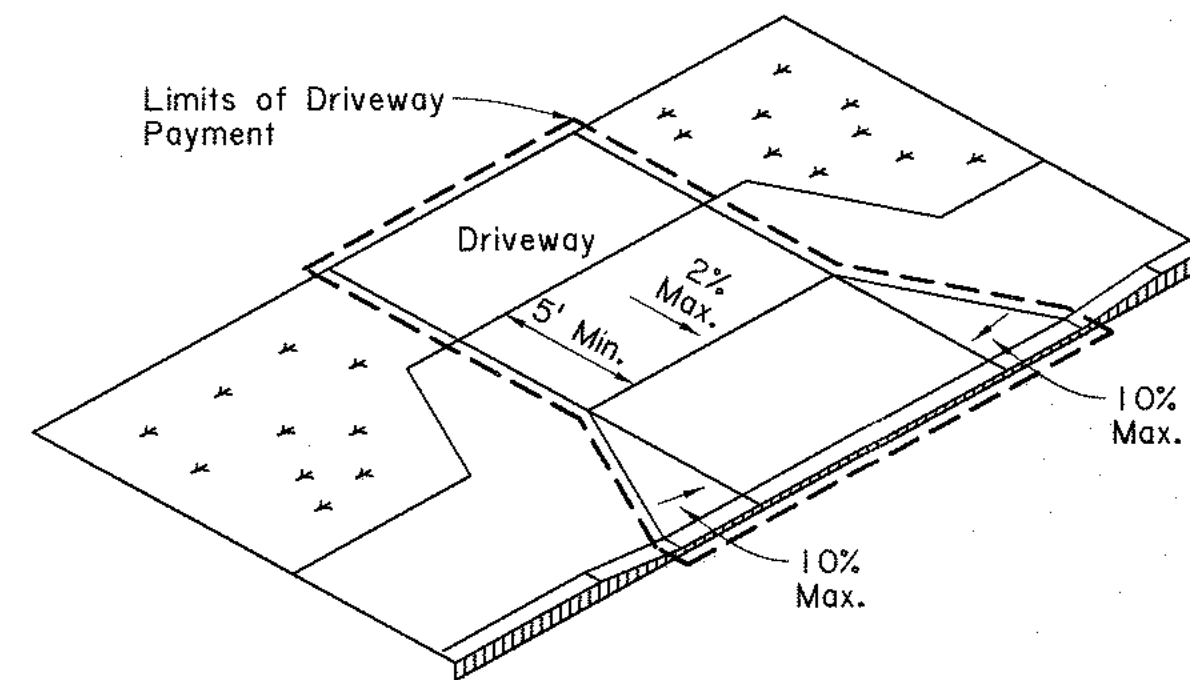 Limits of Driveway
Payment
Driveway
2%
Max.
5' Min.
10%
Max.
10%
Max.